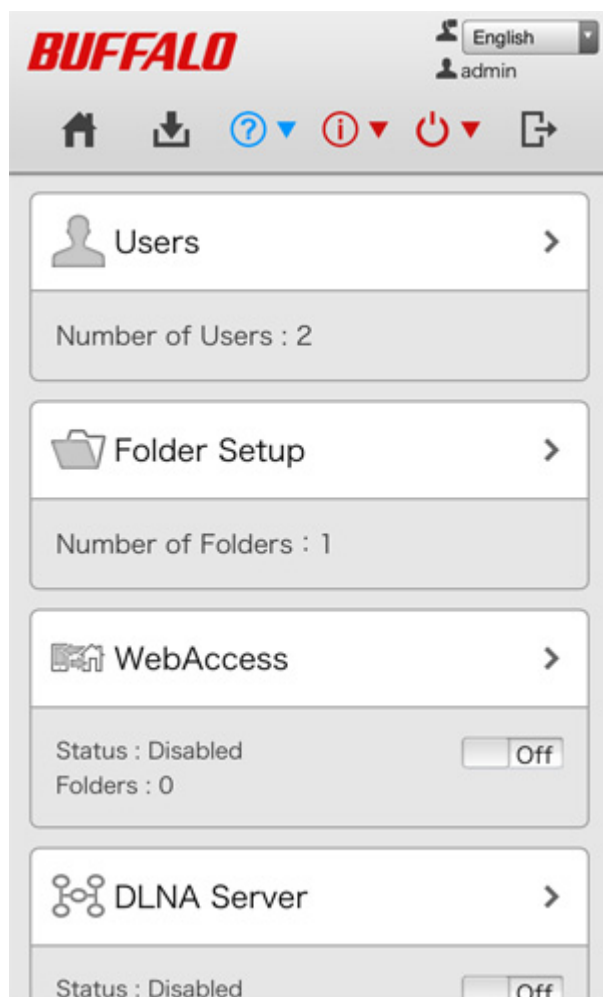 BUFFALO
English
admin
Users
Number of Users : 2
Folder Setup
Number of Folders : 1
WebAccess
Status : Disabled
Off
Folders : 0
DLNA Server
Status : Disabled
Off